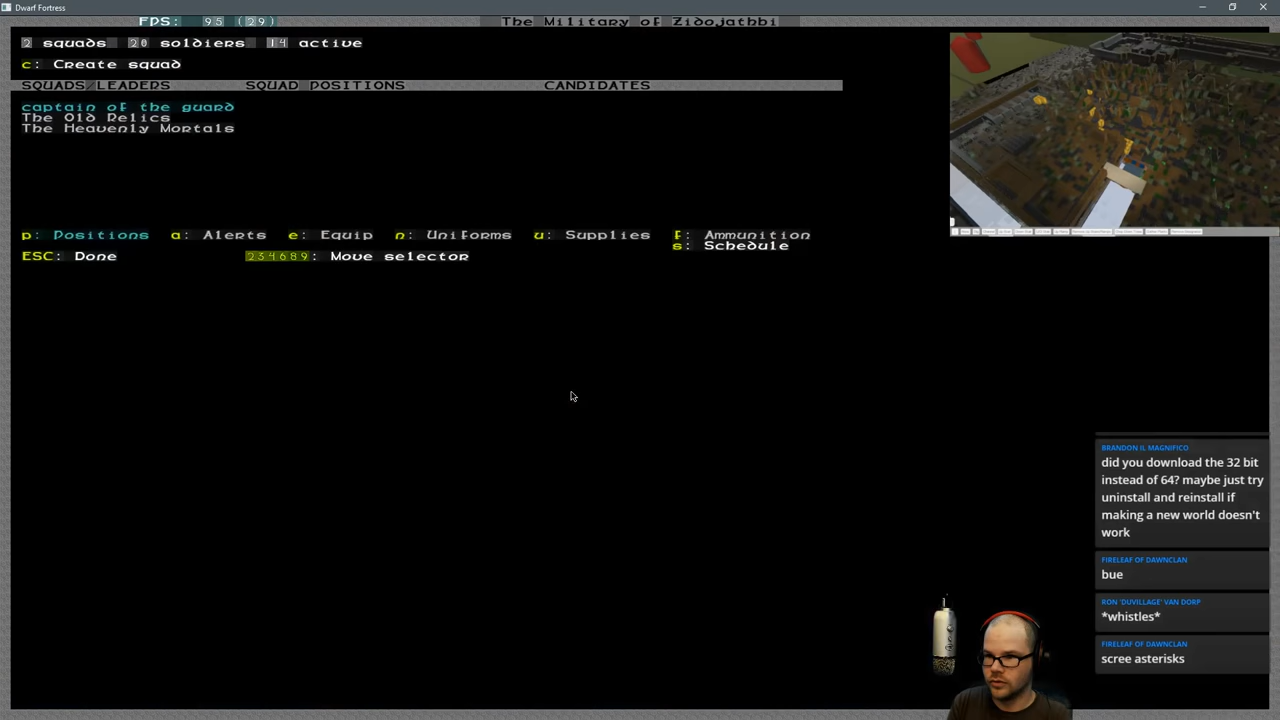 Dwarf Fortress
FPS: 95 (29)
The Military of Zidojathbi
2 squads 20 soldiers 14 active
c: Create squad
SQUADS/LEADERS SQUAD POSITIONS CANDIDATES
captain of the guard
The Old Relics
The Heavenly Mortals
p: Positions a: Alerts e: Equip n: Uniforms u: Supplies f: Ammunition
s: Schedule
ESC: Done 234689: Move selector
BRANDON IL MAGNIFICO
did you download the 32 bit
instead of 64? maybe just try
uninstall and reinstall if
making a new world doesn't
work
FIRELEAF OF DAWNCLAN
bue
RON 'DUVILLAGE' VAN DORP
*whistles*
FIRELEAF OF DAWNCLAN
scree asterisks